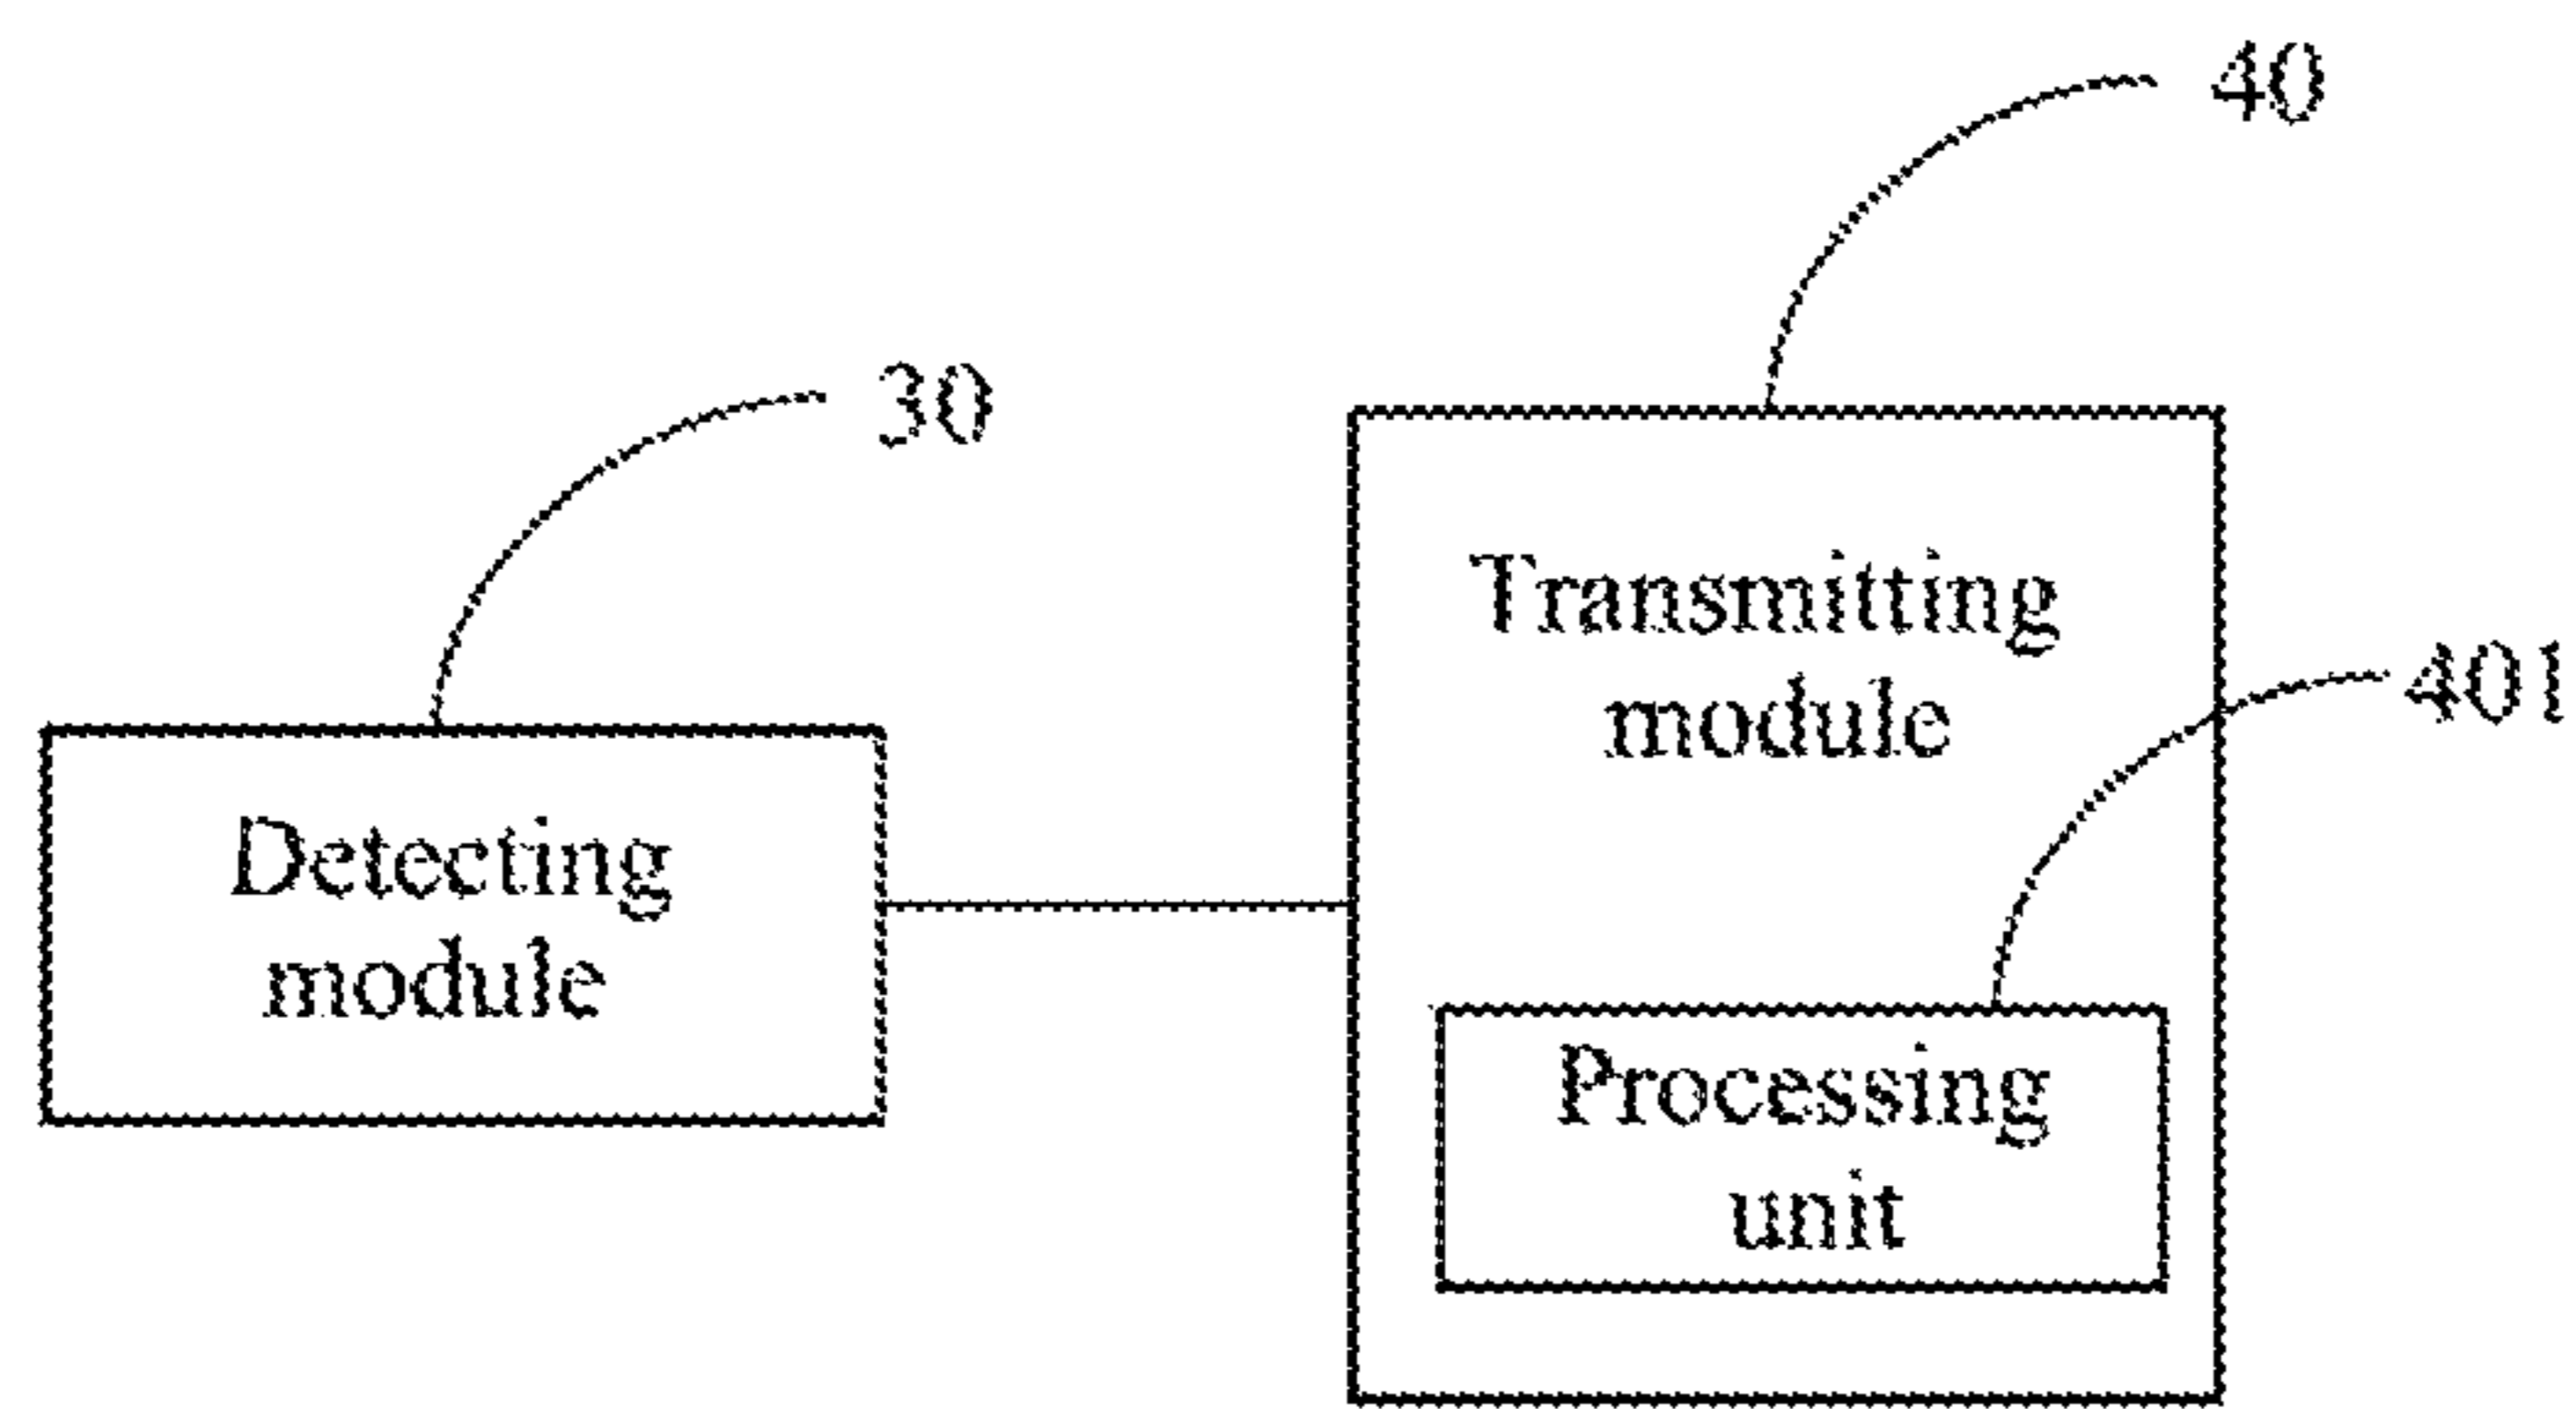 40
30
Transmitting
module
401
Detecting
module
Processing
unit